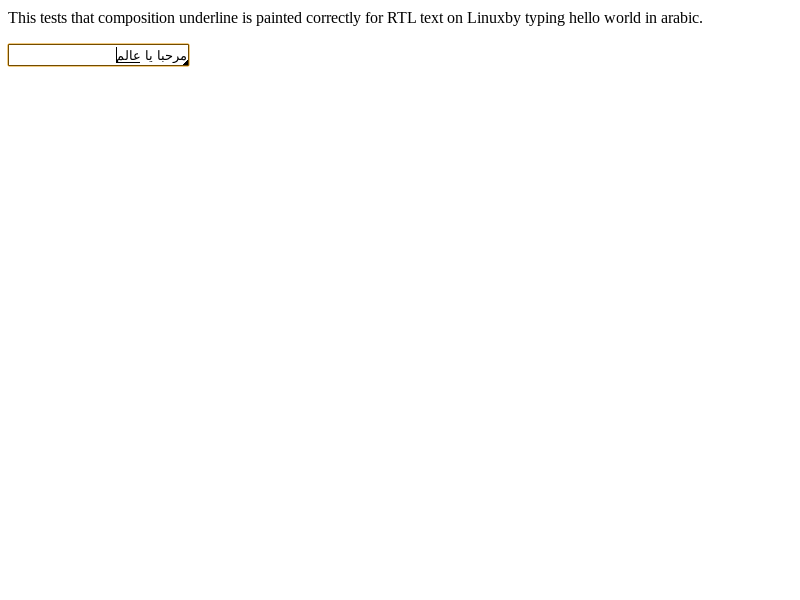 This tests that composition underline is painted correctly for RTL text on Linuxby typing hello world in arabic.
مرحبا يا عالم